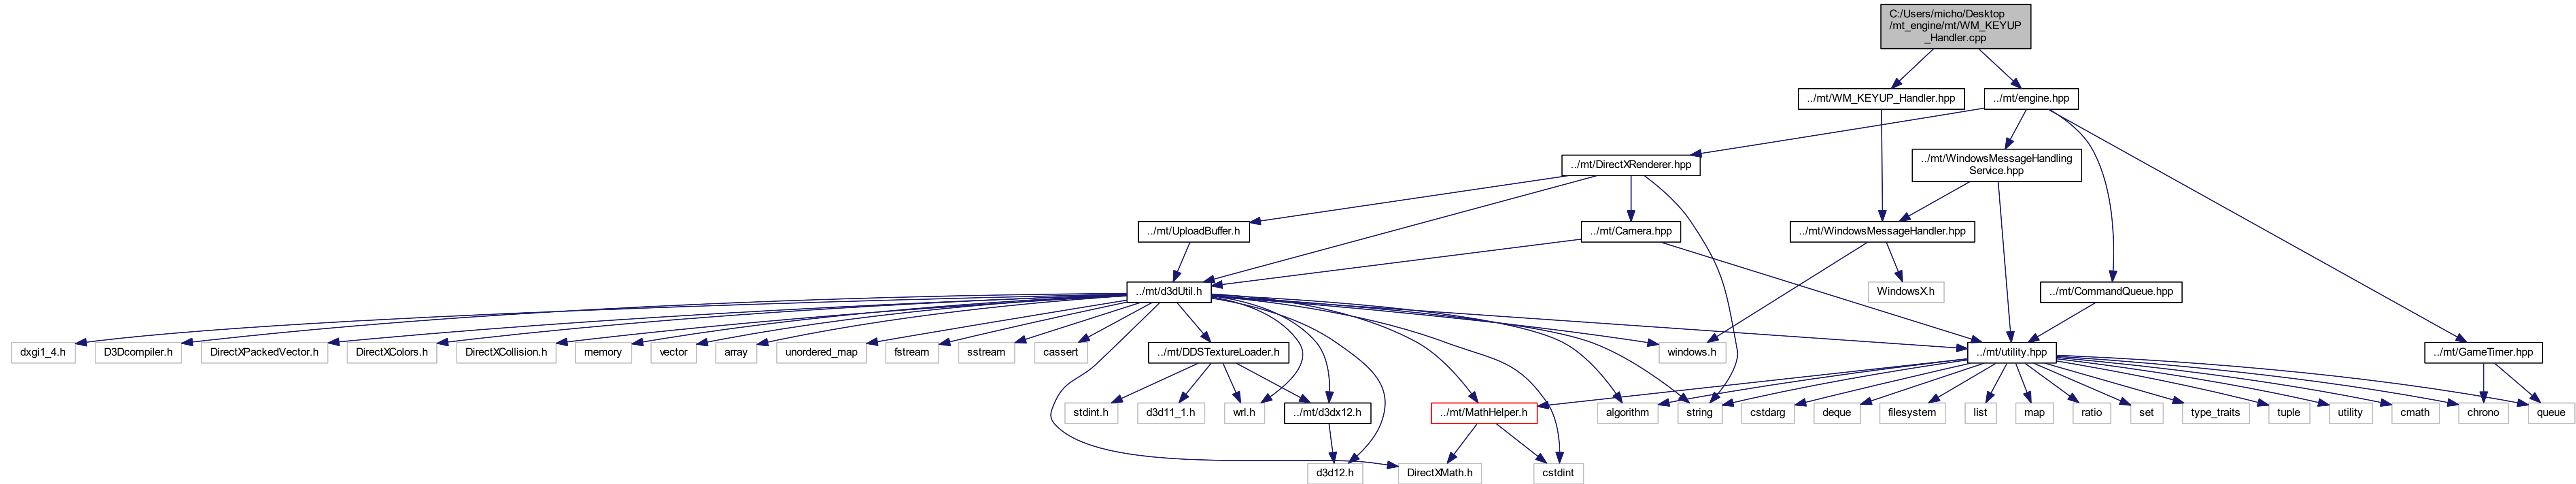 C:/Users/micho/Desktop
/mt_engine/mt/WM_KEYUP
_Handler.cpp
../mt/WM_KEYUP_Handler.hpp
../mt/engine.hpp
../mt/DirectXRenderer.hpp
../mt/WindowsMessageHandling
Service.hpp
../mt/UploadBuffer.h
../mt/Camera.hpp
../mt/WindowsMessageHandler.hpp
../mt/d3dUtil.h
WindowsX.h
../mt/CommandQueue.hpp
dxgi1_4.h
D3Dcompiler.h
DirectXPackedVector.h
DirectXColors.h
DirectXCollision.h
memory
vector
array
unordered_map
fstream
sstream
cassert
../mt/DDSTextureLoader.h
windows.h
../mt/utility.hpp
../mt/GameTimer.hpp
stdint.h
d3d11_1.h
wrl.h
../mt/d3dx12.h
../mt/MathHelper.h
algorithm
string
cstdarg
deque
filesystem
list
map
ratio
set
type_traits
tuple
utility
cmath
chrono
queue
d3d12.h
DirectXMath.h
cstdint